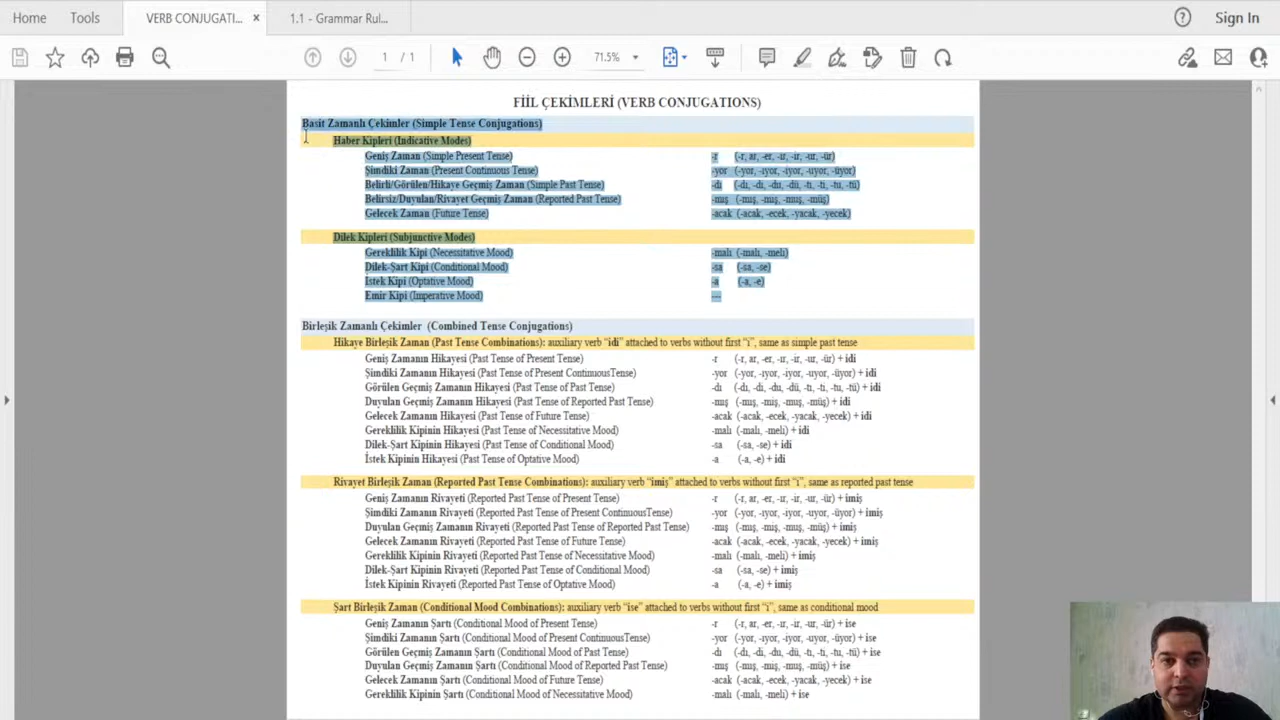 Home Tools VERB CONJUGATI... × 1.1 - Grammar Rul... Sign In
1 / 1 71.5%
FİİL ÇEKİMLERİ (VERB CONJUGATIONS)
Basit Zamanlı Çekimler (Simple Tense Conjugations)
Haber Kipleri (Indicative Modes)
Geniş Zaman (Simple Present Tense) -r (-r, ar, -er, -ır, -ir, -ur, -ür)
Şimdiki Zaman (Present Continuous Tense) -yor (-yor, -ıyor, -iyor, -uyor, -üyor)
Belirli/Görülen/Hikaye Geçmiş Zaman (Simple Past Tense) -dı (-dı, -di, -du, -dü, -tı, -ti, -tu, -tü)
Belirsiz/Duyulan/Rivayet Geçmiş Zaman (Reported Past Tense) -mış (-mış, -miş, -muş, -müş)
Gelecek Zaman (Future Tense) -acak (-acak, -ecek, -yacak, -yecek)
Dilek Kipleri (Subjunctive Modes)
Gereklilik Kipi (Necessitative Mood) -malı (-malı, -meli)
Dilek-Şart Kipi (Conditional Mood) -sa (-sa, -se)
İstek Kipi (Optative Mood) -a (-a, -e)
Emir Kipi (Imperative Mood) ---
Birleşik Zamanlı Çekimler (Combined Tense Conjugations)
Hikaye Birleşik Zaman (Past Tense Combinations): auxiliary verb “idi” attached to verbs without first “i”, same as simple past tense
Geniş Zamanın Hikayesi (Past Tense of Present Tense) -r (-r, ar, -er, -ır, -ir, -ur, -ür) + idi
Şimdiki Zamanın Hikayesi (Past Tense of Present ContinuousTense) -yor (-yor, -ıyor, -iyor, -uyor, -üyor) + idi
Görülen Geçmiş Zamanın Hikayesi (Past Tense of Past Tense) -dı (-dı, -di, -du, -dü, -tı, -ti, -tu, -tü) + idi
Duyulan Geçmiş Zamanın Hikayesi (Past Tense of Reported Past Tense) -mış (-mış, -miş, -muş, -müş) + idi
Gelecek Zamanın Hikayesi (Past Tense of Future Tense) -acak (-acak, -ecek, -yacak, -yecek) + idi
Gereklilik Kipinin Hikayesi (Past Tense of Necessitative Mood) -malı (-malı, -meli) + idi
Dilek-Şart Kipinin Hikayesi (Past Tense of Conditional Mood) -sa (-sa, -se) + idi
İstek Kipinin Hikayesi (Past Tense of Optative Mood) -a (-a, -e) + idi
Rivayet Birleşik Zaman (Reported Past Tense Combinations): auxiliary verb “imiş” attached to verbs without first “i”, same as reported past tense
Geniş Zamanın Rivayeti (Reported Past Tense of Present Tense) -r (-r, ar, -er, -ır, -ir, -ur, -ür) + imiş
Şimdiki Zamanın Rivayeti (Reported Past Tense of Present ContinuousTense) -yor (-yor, -ıyor, -iyor, -uyor, -üyor) + imiş
Duyulan Geçmiş Zamanın Rivayeti (Reported Past Tense of Reported Past Tense) -mış (-mış, -miş, -muş, -müş) + imiş
Gelecek Zamanın Rivayeti (Reported Past Tense of Future Tense) -acak (-acak, -ecek, -yacak, -yecek) + imiş
Gereklilik Kipinin Rivayeti (Reported Past Tense of Necessitative Mood) -malı (-malı, -meli) + imiş
Dilek-Şart Kipinin Rivayeti (Reported Past Tense of Conditional Mood) -sa (-sa, -se) + imiş
İstek Kipinin Rivayeti (Reported Past Tense of Optative Mood) -a (-a, -e) + imiş
Şart Birleşik Zaman (Conditional Mood Combinations): auxiliary verb “ise” attached to verbs without first “i”, same as conditional mood
Geniş Zamanın Şartı (Conditional Mood of Present Tense) -r (-r, ar, -er, -ır, -ir, -ur, -ür) + ise
Şimdiki Zamanın Şartı (Conditional Mood of Present ContinuousTense) -yor (-yor, -ıyor, -iyor, -uyor, -üyor) + ise
Görülen Geçmiş Zamanın Şartı (Conditional Mood of Past Tense) -dı (-dı, -di, -du, -dü, -tı, -ti, -tu, -tü) + ise
Duyulan Geçmiş Zamanın Şartı (Conditional Mood of Reported Past Tense) -mış (-mış, -miş, -muş, -müş) + ise
Gelecek Zamanın Şartı (Conditional Mood of Future Tense) -acak (-acak, -ecek, -yacak, -yecek) + ise
Gereklilik Kipinin Şartı (Conditional Mood of Necessitative Mood) -malı (-malı, -meli) + ise